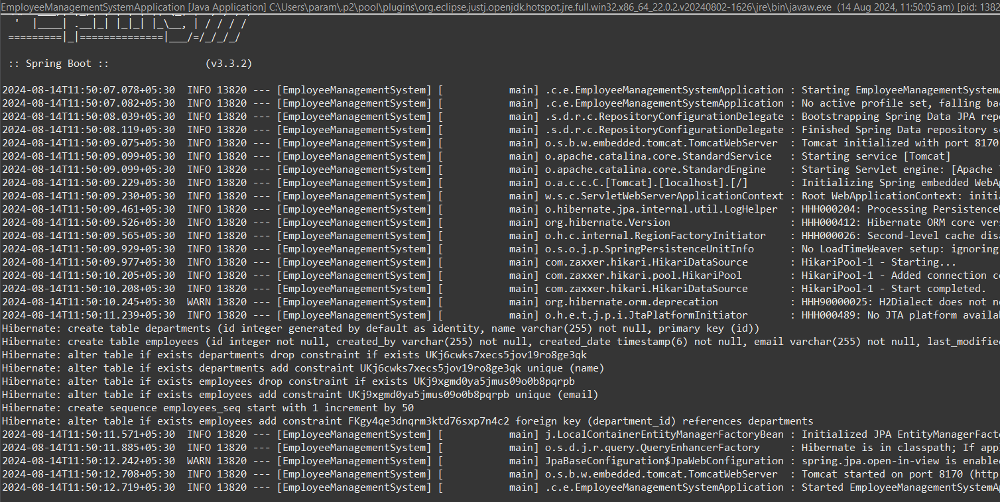 EmployeeManagementSystemApplication [Java Application] C:\Users\param\.p2\pool\plugins\org.eclipse.justj.openjdk.hotspot.jre.full.win32.x86_64_22.0.2.v20240802-1626\jre\bin\javaw.exe  (14 Aug 2024, 11:50:05 am) [pid: 1382
  '  |____| .__|_| |_|_| |_\__, | / / / /
 =========|_|==============|___/=/_/_/_/

 :: Spring Boot ::                (v3.3.2)

2024-08-14T11:50:07.078+05:30  INFO 13820 --- [EmployeeManagementSystem] [           main] .c.e.EmployeeManagementSystemApplication : Starting EmployeeManagementSystemA
2024-08-14T11:50:07.082+05:30  INFO 13820 --- [EmployeeManagementSystem] [           main] .c.e.EmployeeManagementSystemApplication : No active profile set, falling bac
2024-08-14T11:50:08.039+05:30  INFO 13820 --- [EmployeeManagementSystem] [           main] .s.d.r.c.RepositoryConfigurationDelegate : Bootstrapping Spring Data JPA repo
2024-08-14T11:50:08.119+05:30  INFO 13820 --- [EmployeeManagementSystem] [           main] .s.d.r.c.RepositoryConfigurationDelegate : Finished Spring Data repository sc
2024-08-14T11:50:09.075+05:30  INFO 13820 --- [EmployeeManagementSystem] [           main] o.s.b.w.embedded.tomcat.TomcatWebServer  : Tomcat initialized with port 8170
2024-08-14T11:50:09.099+05:30  INFO 13820 --- [EmployeeManagementSystem] [           main] o.apache.catalina.core.StandardService   : Starting service [Tomcat]
2024-08-14T11:50:09.099+05:30  INFO 13820 --- [EmployeeManagementSystem] [           main] o.apache.catalina.core.StandardEngine    : Starting Servlet engine: [Apache T
2024-08-14T11:50:09.229+05:30  INFO 13820 --- [EmployeeManagementSystem] [           main] o.a.c.c.C.[Tomcat].[localhost].[/]       : Initializing Spring embedded WebAp
2024-08-14T11:50:09.230+05:30  INFO 13820 --- [EmployeeManagementSystem] [           main] w.s.c.ServletWebServerApplicationContext : Root WebApplicationContext: initia
2024-08-14T11:50:09.461+05:30  INFO 13820 --- [EmployeeManagementSystem] [           main] o.hibernate.jpa.internal.util.LogHelper  : HHH000204: Processing PersistenceU
2024-08-14T11:50:09.526+05:30  INFO 13820 --- [EmployeeManagementSystem] [           main] org.hibernate.Version                    : HHH000412: Hibernate ORM core vers
2024-08-14T11:50:09.565+05:30  INFO 13820 --- [EmployeeManagementSystem] [           main] o.h.c.internal.RegionFactoryInitiator    : HHH000026: Second-level cache disa
2024-08-14T11:50:09.929+05:30  INFO 13820 --- [EmployeeManagementSystem] [           main] o.s.o.j.p.SpringPersistenceUnitInfo      : No LoadTimeWeaver setup: ignoring
2024-08-14T11:50:09.977+05:30  INFO 13820 --- [EmployeeManagementSystem] [           main] com.zaxxer.hikari.HikariDataSource       : HikariPool-1 - Starting...
2024-08-14T11:50:10.205+05:30  INFO 13820 --- [EmployeeManagementSystem] [           main] com.zaxxer.hikari.pool.HikariPool        : HikariPool-1 - Added connection co
2024-08-14T11:50:10.208+05:30  INFO 13820 --- [EmployeeManagementSystem] [           main] com.zaxxer.hikari.HikariDataSource       : HikariPool-1 - Start completed.
2024-08-14T11:50:10.245+05:30  WARN 13820 --- [EmployeeManagementSystem] [           main] org.hibernate.orm.deprecation            : HHH90000025: H2Dialect does not ne
2024-08-14T11:50:11.239+05:30  INFO 13820 --- [EmployeeManagementSystem] [           main] o.h.e.t.j.p.i.JtaPlatformInitiator       : HHH000489: No JTA platform availab
Hibernate: create table departments (id integer generated by default as identity, name varchar(255) not null, primary key (id))
Hibernate: create table employees (id integer not null, created_by varchar(255) not null, created_date timestamp(6) not null, email varchar(255) not null, last_modified
Hibernate: alter table if exists departments drop constraint if exists UKj6cwks7xecs5jov19ro8ge3qk
Hibernate: alter table if exists departments add constraint UKj6cwks7xecs5jov19ro8ge3qk unique (name)
Hibernate: alter table if exists employees drop constraint if exists UKj9xgmd0ya5jmus09o0b8pqrpb
Hibernate: alter table if exists employees add constraint UKj9xgmd0ya5jmus09o0b8pqrpb unique (email)
Hibernate: create sequence employees_seq start with 1 increment by 50
Hibernate: alter table if exists employees add constraint FKgy4qe3dnqrm3ktd76sxp7n4c2 foreign key (department_id) references departments
2024-08-14T11:50:11.571+05:30  INFO 13820 --- [EmployeeManagementSystem] [           main] j.LocalContainerEntityManagerFactoryBean : Initialized JPA EntityManagerFacto
2024-08-14T11:50:11.885+05:30  INFO 13820 --- [EmployeeManagementSystem] [           main] o.s.d.j.r.query.QueryEnhancerFactory     : Hibernate is in classpath; If appl
2024-08-14T11:50:12.242+05:30  WARN 13820 --- [EmployeeManagementSystem] [           main] JpaBaseConfiguration$JpaWebConfiguration : spring.jpa.open-in-view is enabled
2024-08-14T11:50:12.708+05:30  INFO 13820 --- [EmployeeManagementSystem] [           main] o.s.b.w.embedded.tomcat.TomcatWebServer  : Tomcat started on port 8170 (http
2024-08-14T11:50:12.719+05:30  INFO 13820 --- [EmployeeManagementSystem] [           main] .c.e.EmployeeManagementSystemApplication : Started EmployeeManagementSystemAp